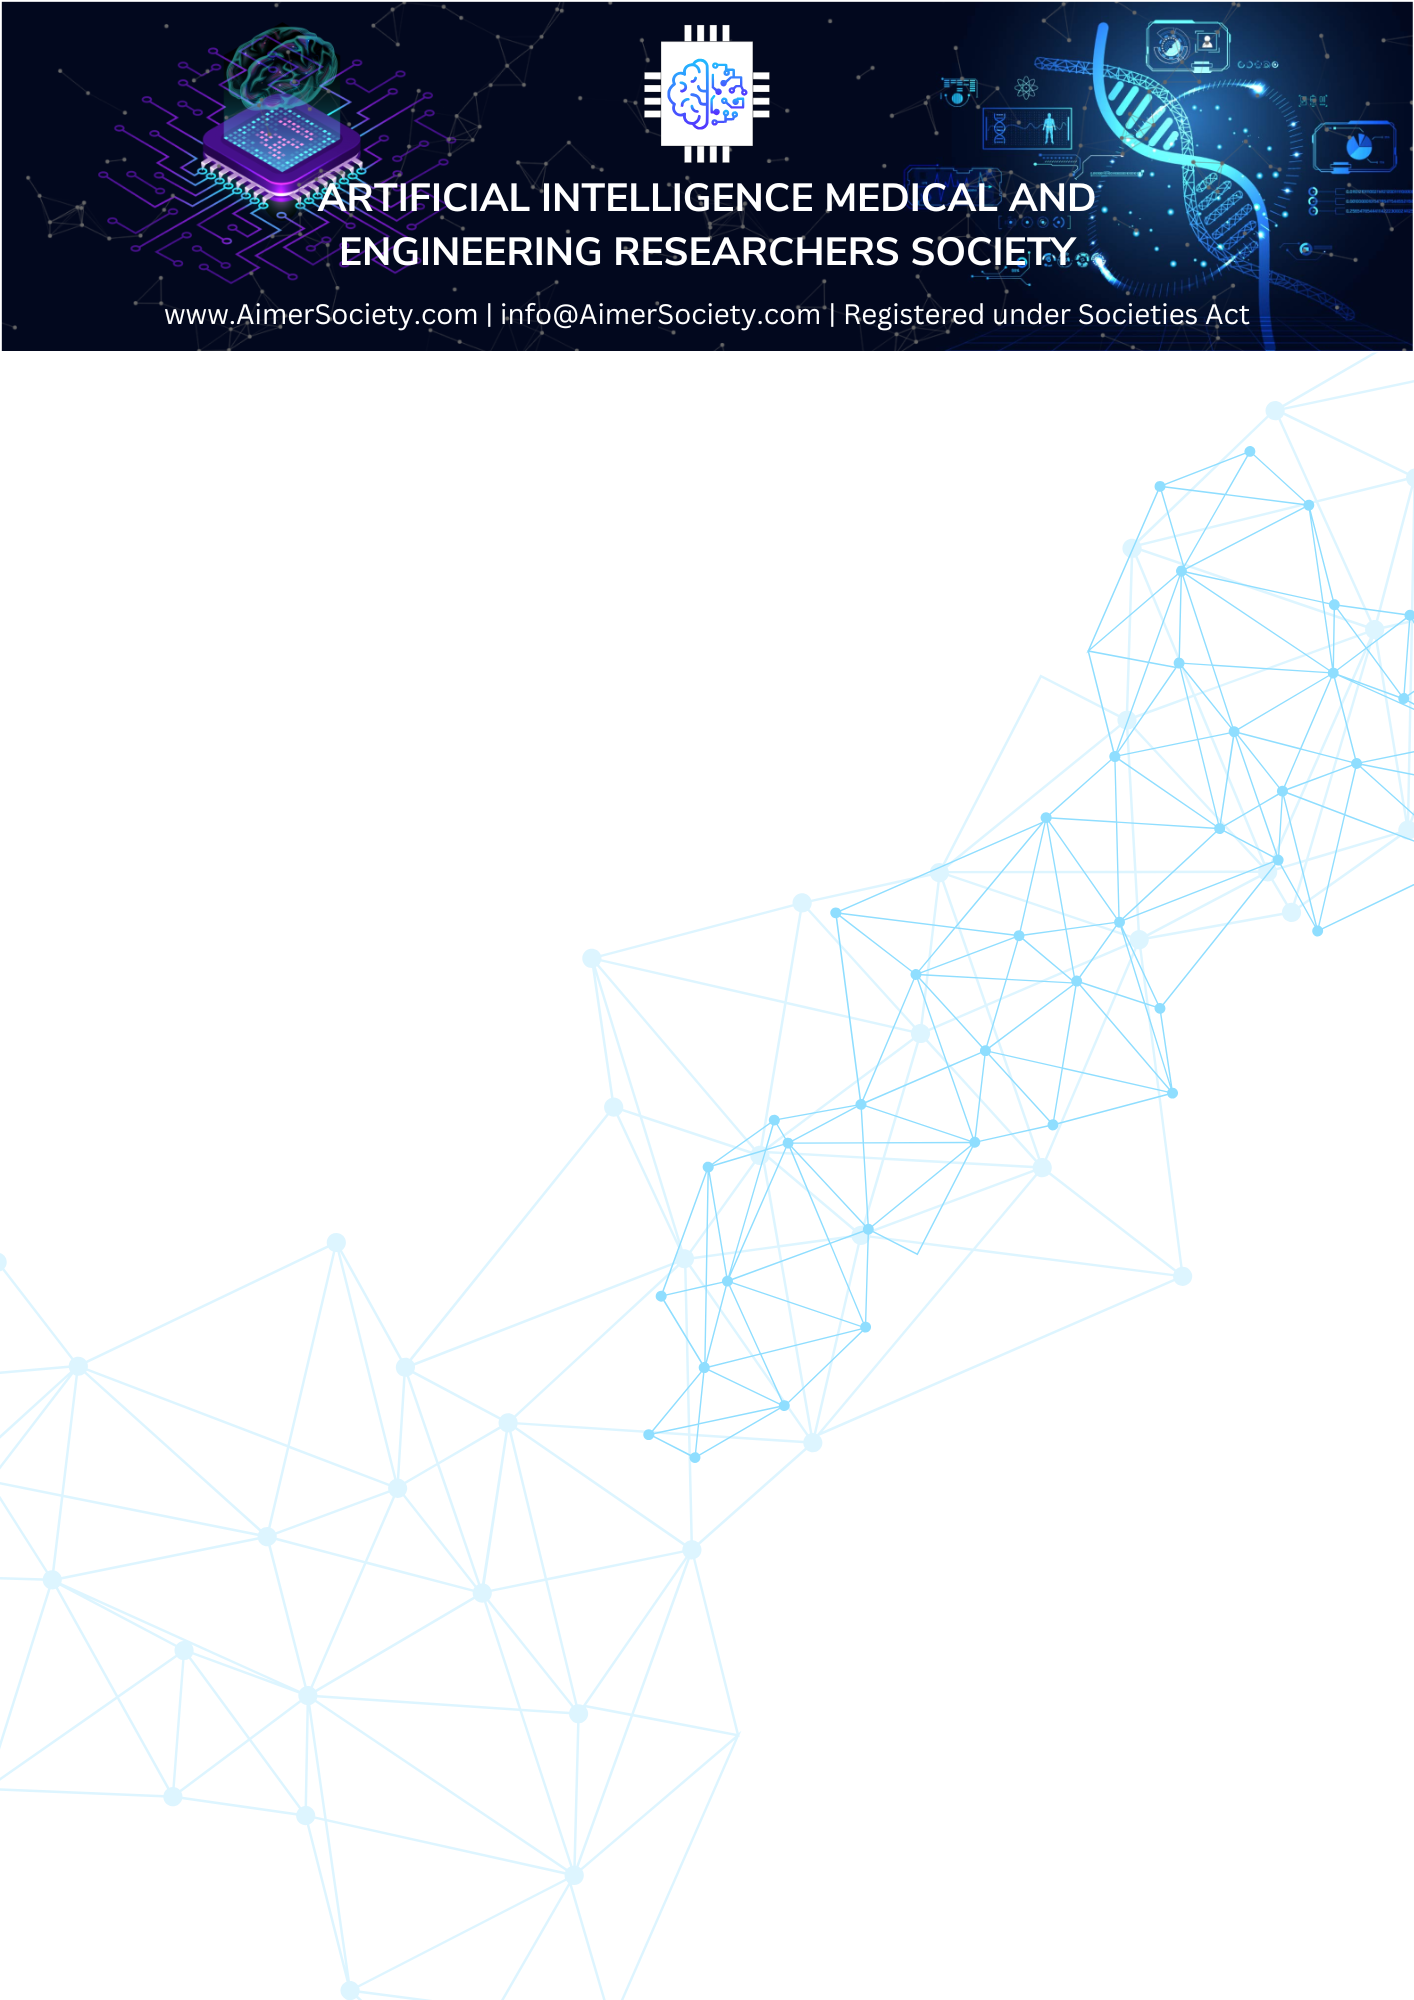 ARTIFICIAL INTELLIGENCE MEDICAL AND
ENGINEERING RESEARCHERS SOCIETY
www.AimerSociety.com | info@AimerSociety.com | Registered under Societies Act